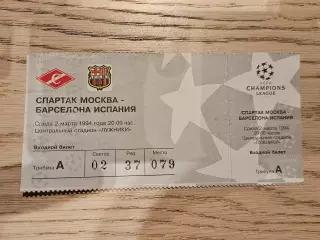 СПАРТАК МОСКВА -
БАРСЕЛОНА ИСПАНИЯ
Среда 2 марта 1994 года 20.00 час.
Центральный стадион «ЛУЖНИКИ»
Входной билет
Сектор Ряд Место
Трибуна А 02 37 079
CHAMPIONS
LEAGUE
СПАРТАК МОСКВА -
БАРСЕЛОНА ИСПАНИЯ
Входной билет
Трибуна А